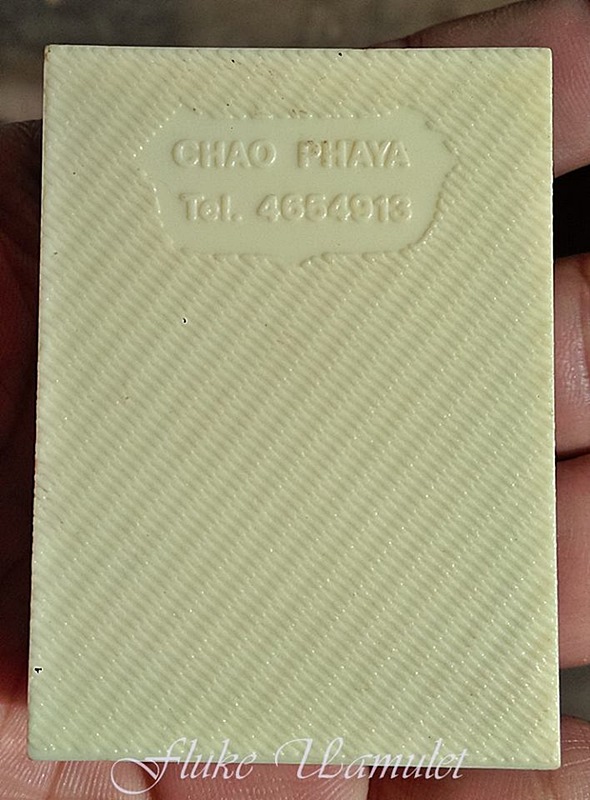 CHAO PHAYA
Tel. 4654913
Fluke Uamulet